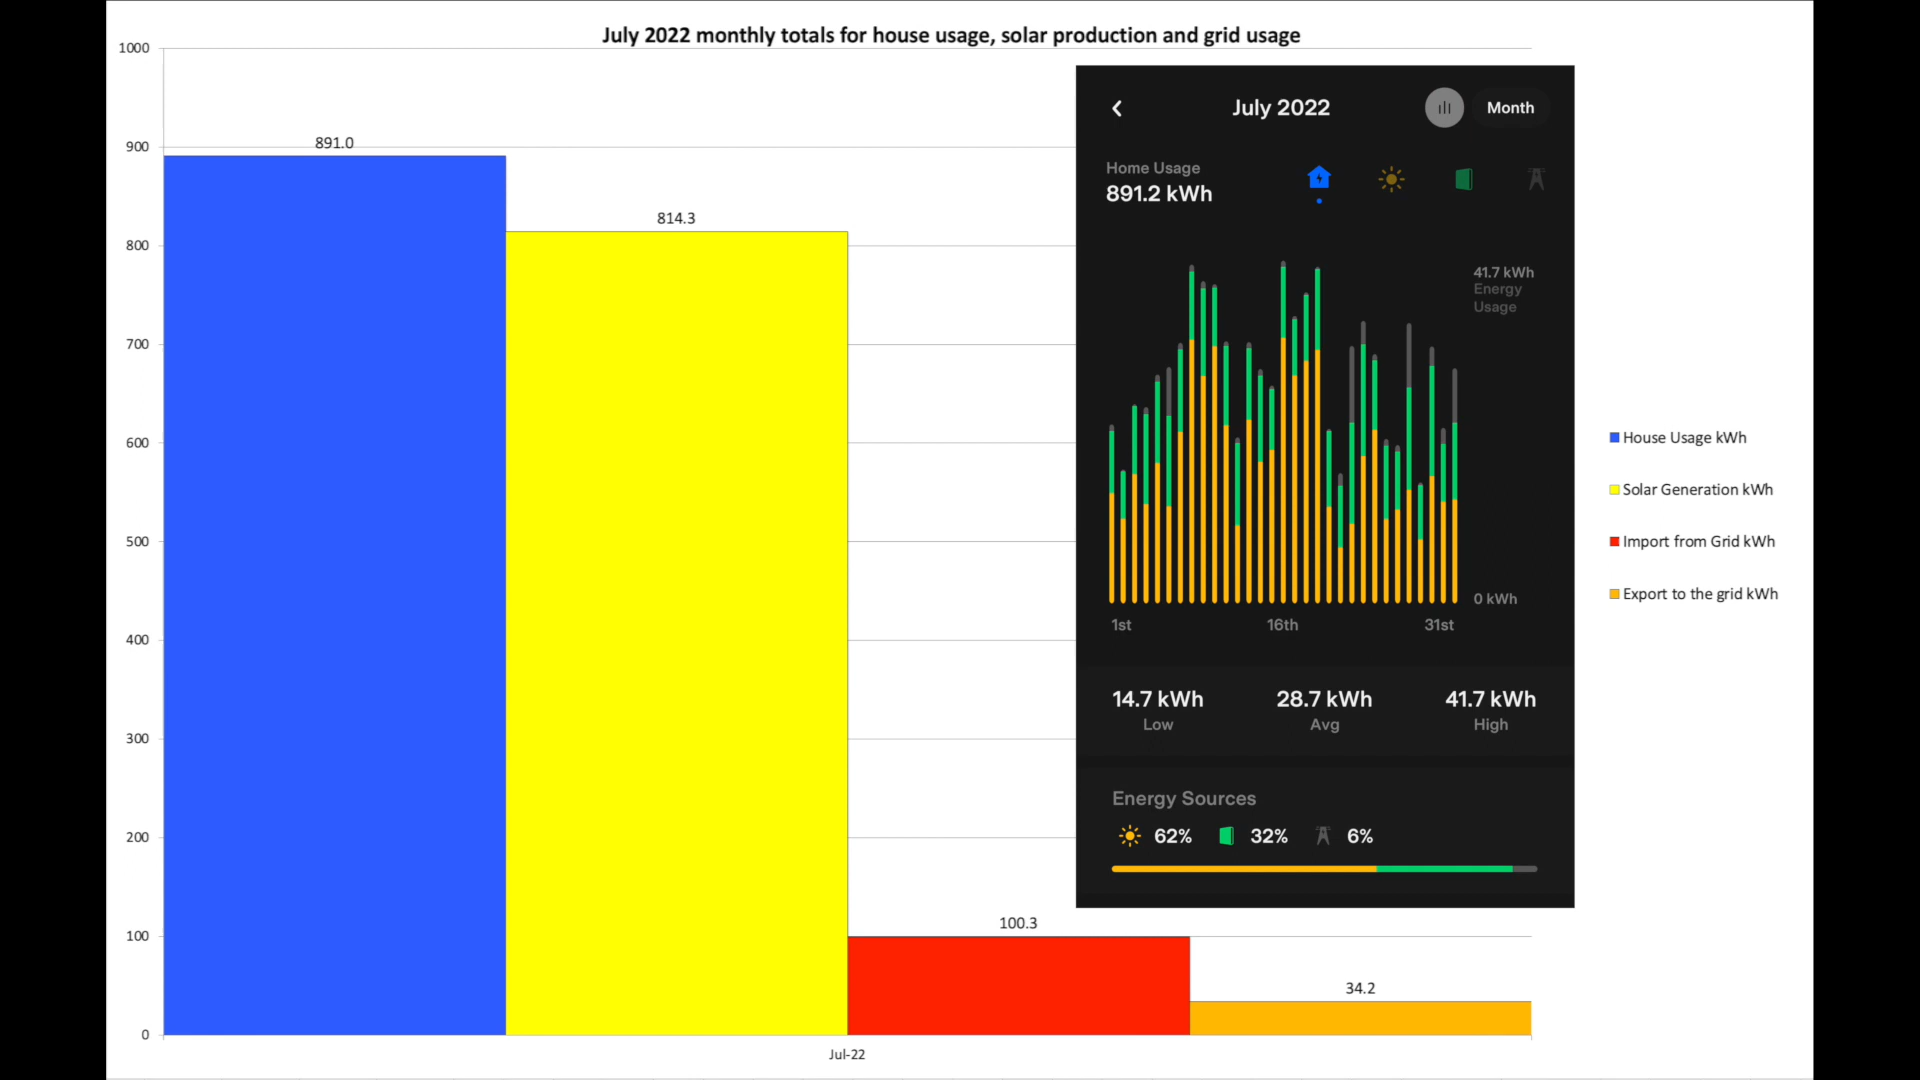 July 2022 monthly totals for house usage, solar production and grid usage
1000
900
800
700
600
500
400
300
200
100
0
891.0
814.3
100.3
34.2
Jul-22
July 2022
Month
Home Usage
891.2 kWh
41.7 kWh
Energy
Usage
0 kWh
1st 16th 31st
14.7 kWh 28.7 kWh 41.7 kWh
Low Avg High
Energy Sources
62% 32% 6%
House Usage kWh
Solar Generation kWh
Import from Grid kWh
Export to the grid kWh